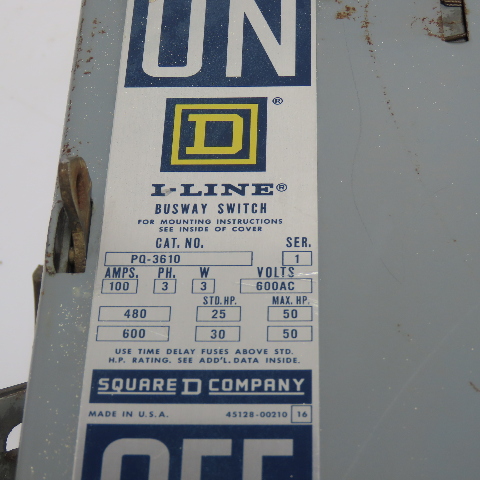 ON
D®
I-LINE®
BUSWAY SWITCH
FOR MOUNTING INSTRUCTIONS
SEE INSIDE OF COVER
CAT. NO. SER.
PQ-3610 1
AMPS. PH. W VOLTS
100 3 3 600AC
STD. HP. MAX. HP.
480 25 50
600 30 50
USE TIME DELAY FUSES ABOVE STD.
H.P. RATING. SEE ADD'L. DATA INSIDE.
SQUARE D COMPANY
MADE IN U.S.A. 45128-00210 16
OFF